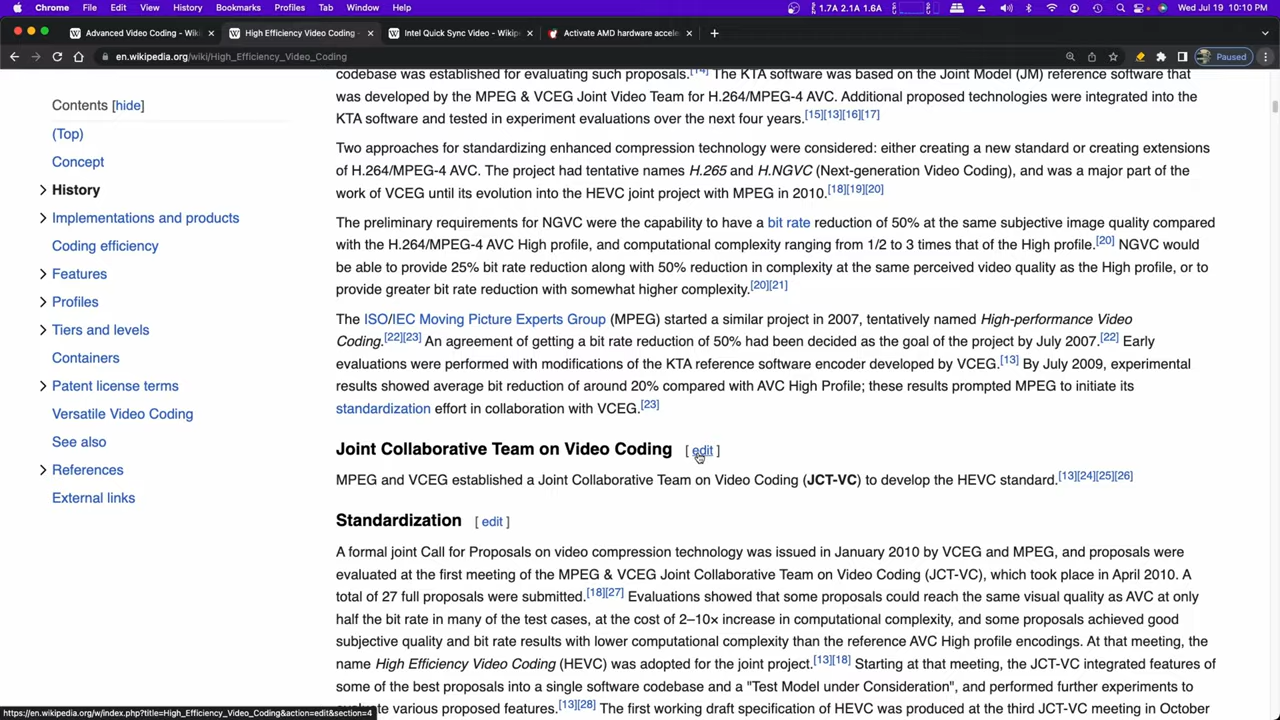 Chrome File Edit View History Bookmarks Profiles Tab Window Help 1.7A 2.1A 1.6A Wed Jul 19 10:10 PM
Advanced Video Coding - Wiki × High Efficiency Video Coding - × Intel Quick Sync Video - Wikipe × Activate AMD hardware accele × +
en.wikipedia.org/wiki/High_Efficiency_Video_Coding Paused
Contents [hide]
(Top)
Concept
History
Implementations and products
Coding efficiency
Features
Profiles
Tiers and levels
Containers
Patent license terms
Versatile Video Coding
See also
References
External links
codebase was established for evaluating such proposals.[14] The KTA software was based on the Joint Model (JM) reference software that
was developed by the MPEG & VCEG Joint Video Team for H.264/MPEG-4 AVC. Additional proposed technologies were integrated into the
KTA software and tested in experiment evaluations over the next four years.[15][13][16][17]
Two approaches for standardizing enhanced compression technology were considered: either creating a new standard or creating extensions
of H.264/MPEG-4 AVC. The project had tentative names H.265 and H.NGVC (Next-generation Video Coding), and was a major part of the
work of VCEG until its evolution into the HEVC joint project with MPEG in 2010.[18][19][20]
The preliminary requirements for NGVC were the capability to have a bit rate reduction of 50% at the same subjective image quality compared
with the H.264/MPEG-4 AVC High profile, and computational complexity ranging from 1/2 to 3 times that of the High profile.[20] NGVC would
be able to provide 25% bit rate reduction along with 50% reduction in complexity at the same perceived video quality as the High profile, or to
provide greater bit rate reduction with somewhat higher complexity.[20][21]
The ISO/IEC Moving Picture Experts Group (MPEG) started a similar project in 2007, tentatively named High-performance Video
Coding.[22][23] An agreement of getting a bit rate reduction of 50% had been decided as the goal of the project by July 2007.[22] Early
evaluations were performed with modifications of the KTA reference software encoder developed by VCEG.[13] By July 2009, experimental
results showed average bit reduction of around 20% compared with AVC High Profile; these results prompted MPEG to initiate its
standardization effort in collaboration with VCEG.[23]
Joint Collaborative Team on Video Coding [ edit ]
MPEG and VCEG established a Joint Collaborative Team on Video Coding (JCT-VC) to develop the HEVC standard.[13][24][25][26]
Standardization [ edit ]
A formal joint Call for Proposals on video compression technology was issued in January 2010 by VCEG and MPEG, and proposals were
evaluated at the first meeting of the MPEG & VCEG Joint Collaborative Team on Video Coding (JCT-VC), which took place in April 2010. A
total of 27 full proposals were submitted.[18][27] Evaluations showed that some proposals could reach the same visual quality as AVC at only
half the bit rate in many of the test cases, at the cost of 2–10× increase in computational complexity, and some proposals achieved good
subjective quality and bit rate results with lower computational complexity than the reference AVC High profile encodings. At that meeting, the
name High Efficiency Video Coding (HEVC) was adopted for the joint project.[13][18] Starting at that meeting, the JCT-VC integrated features of
some of the best proposals into a single software codebase and a "Test Model under Consideration", and performed further experiments to
various proposed features.[13][28] The first working draft specification of HEVC was produced at the third JCT-VC meeting in October
https://en.wikipedia.org/w/index.php?title=High_Efficiency_Video_Coding&action=edit&section=4